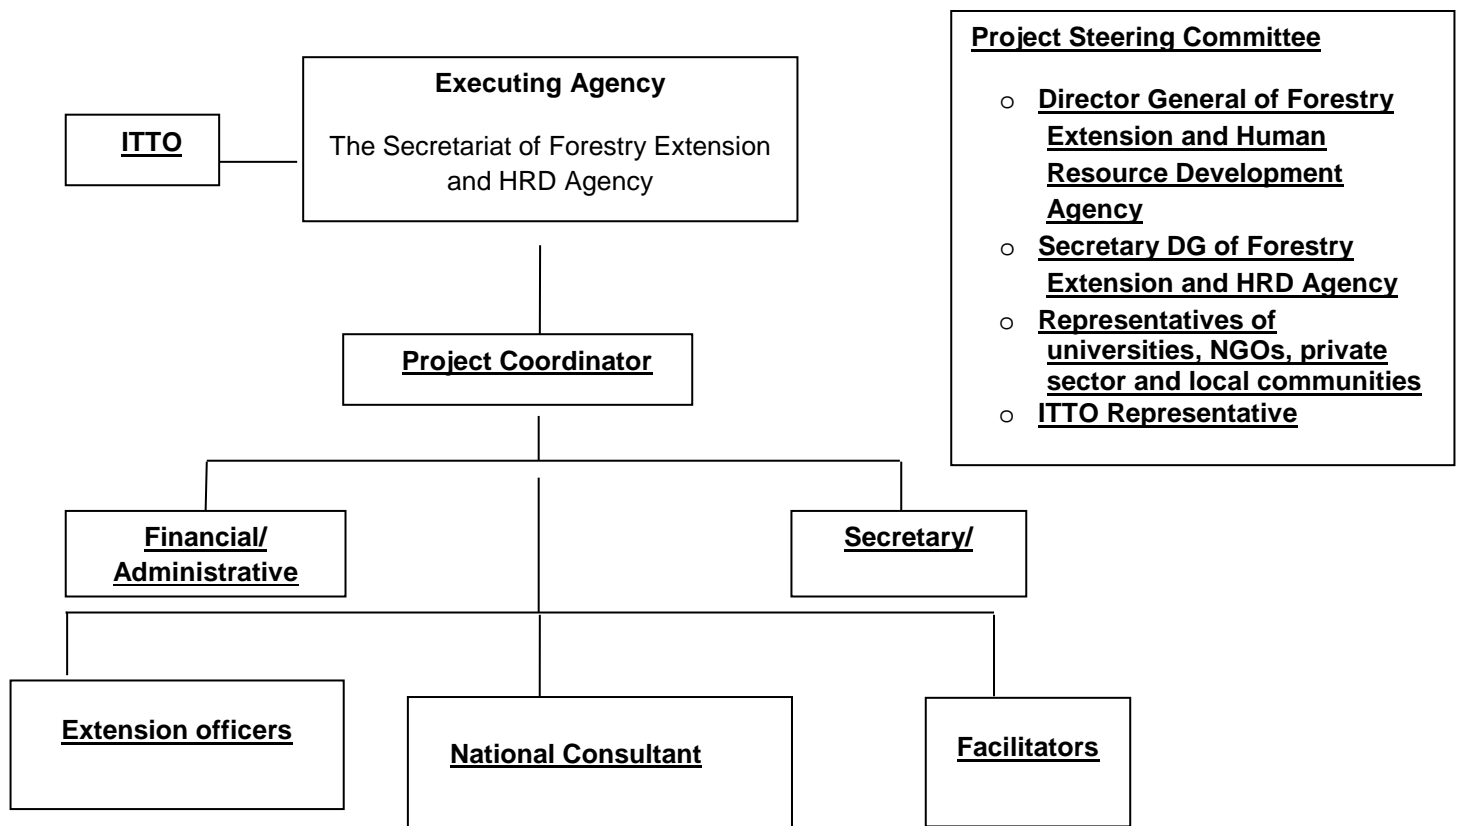 ITTO
Executing Agency
The Secretariat of Forestry Extension
and HRD Agency
Project Steering Committee
o Director General of Forestry
Extension and Human
Resource Development
Agency
o Secretary DG of Forestry
Extension and HRD Agency
o Representatives of
universities, NGOs, private
sector and local communities
o ITTO Representative
Project Coordinator
Financial/
Administrative
Secretary/
Extension officers
National Consultant
Facilitators